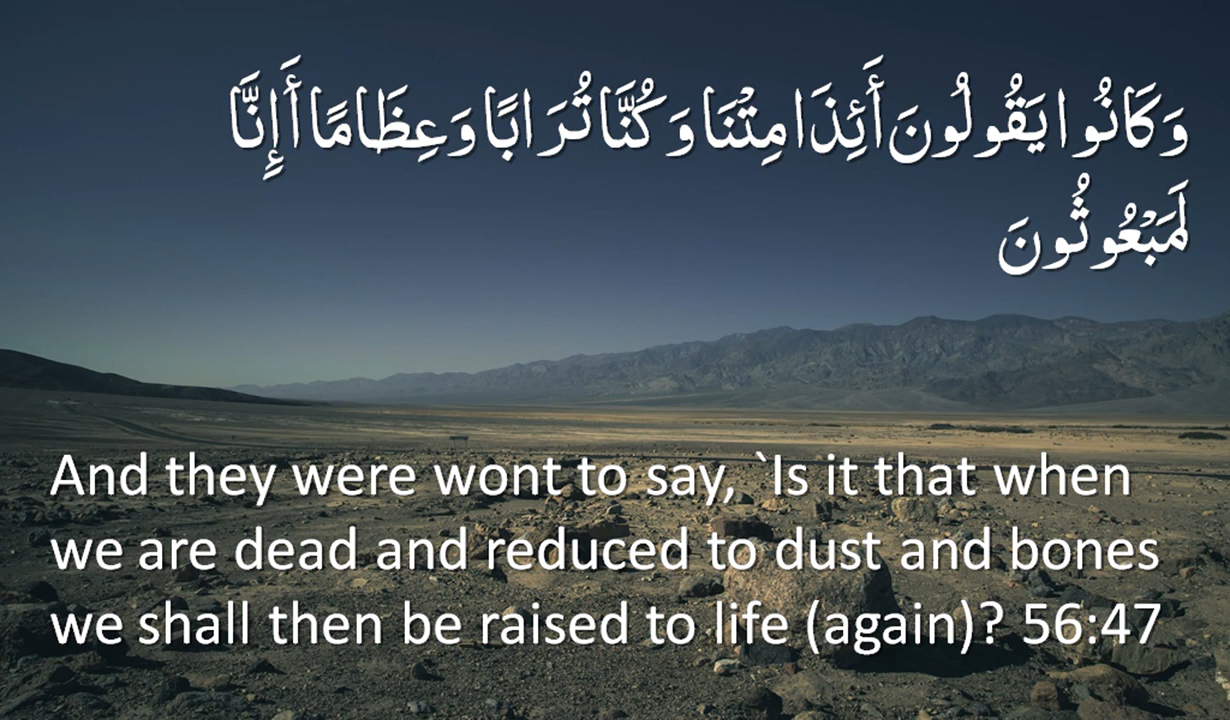 وَكَانُوا يَقُولُونَ أَئِذَا مِتْنَا وَكُنَّا تُرَابًا وَعِظَامًا أَإِنَّا
لَمَبْعُوثُونَ
And they were wont to say, `Is it that when
we are dead and reduced to dust and bones
we shall then be raised to life (again)? 56:47